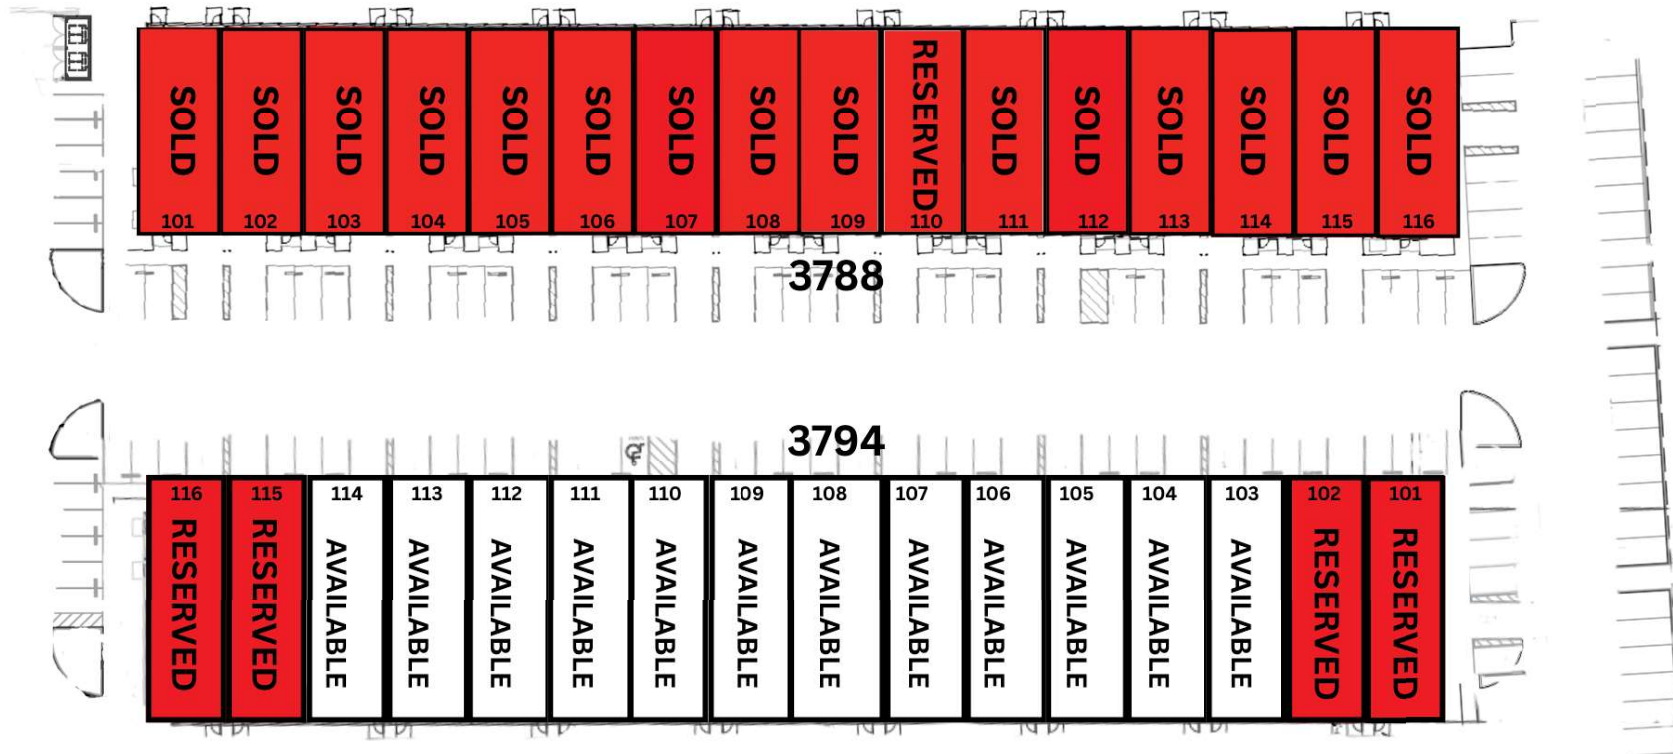 SOLD SOLD SOLD SOLD SOLD SOLD SOLD SOLD SOLD RESERVED SOLD SOLD SOLD SOLD SOLD SOLD
101 102 103 104 105 106 107 108 109 110 111 112 113 114 115 116
3788
3794
116 115 114 113 112 111 110 109 108 107 106 105 104 103 102 101
RESERVED RESERVED AVAILABLE AVAILABLE AVAILABLE AVAILABLE AVAILABLE AVAILABLE AVAILABLE AVAILABLE AVAILABLE AVAILABLE AVAILABLE AVAILABLE RESERVED RESERVED